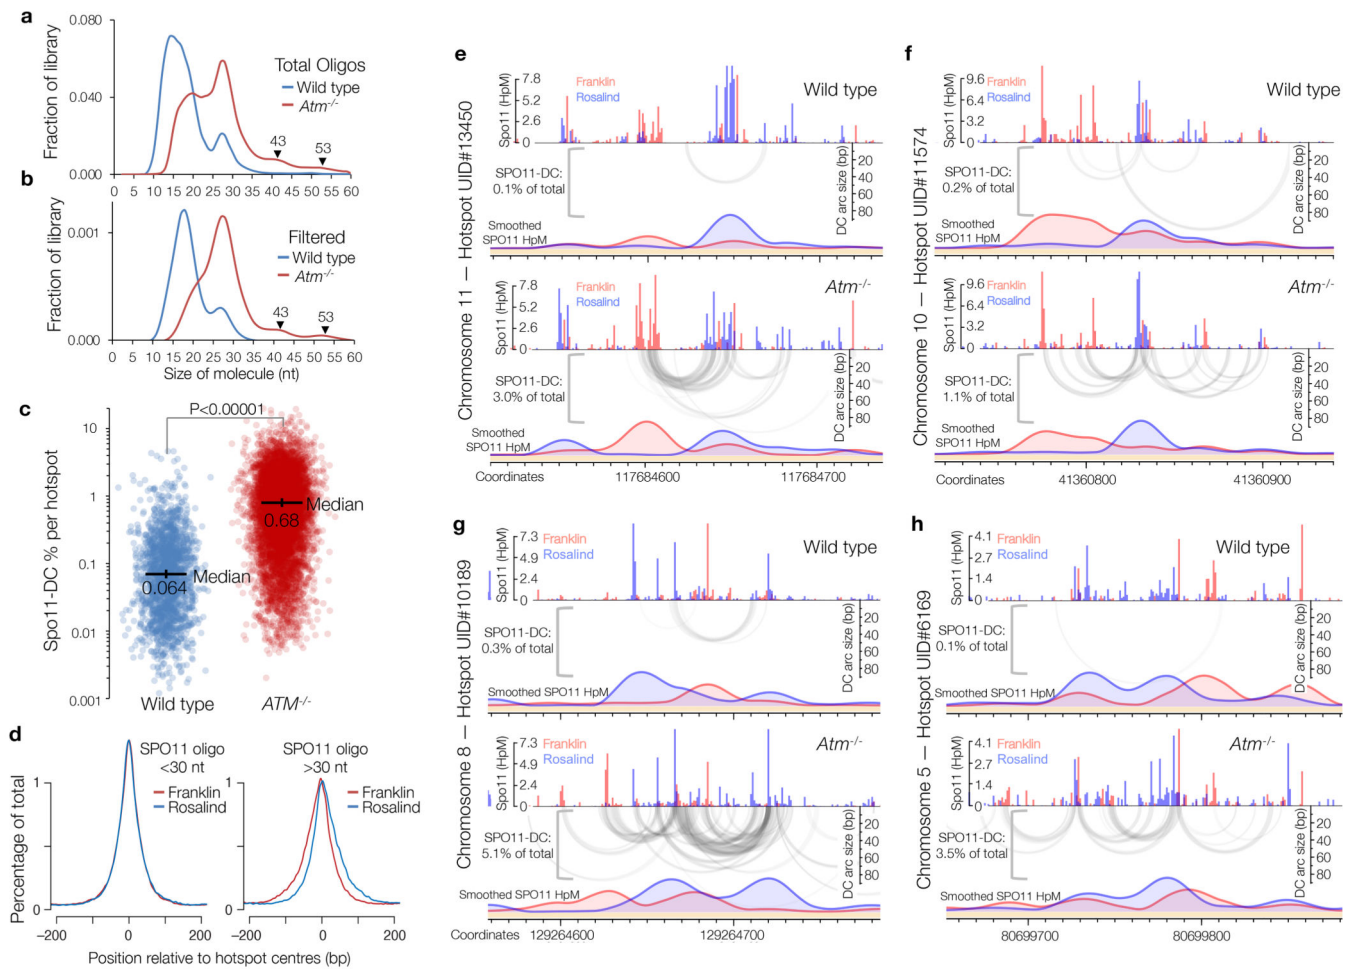 a
0.080
0.040
0.000
Fraction of library
Total Oligos
Wild type
Atm-/-
43
53
0 5 10 15 20 25 30 35 40 45 50 55 60
b
0.001
0.000
Fraction of library
Filtered
Wild type
Atm-/-
43
53
0 5 10 15 20 25 30 35 40 45 50 55 60
Size of molecule (nt)
c
Spo11-DC % per hotspot
10
1
0.1
0.01
0.001
P<0.00001
Median
0.064
Median
0.68
Wild type
ATM-/-
d
Percentage of total
SPO11 oligo
<30 nt
Franklin
Rosalind
1
0
−200 0 200
SPO11 oligo
>30 nt
Franklin
Rosalind
1
0
−200 0 200
Position relative to hotspot centres (bp)
e
Chromosome 11 — Hotspot UID#13450
Spo11 (HpM)
7.8
5.2
2.6
0
Franklin
Rosalind
Wild type
SPO11-DC:
0.1% of total
DC arc size (bp)
20
40
60
80
Smoothed
SPO11 HpM
Spo11 (HpM)
7.8
5.2
2.6
0
Franklin
Rosalind
Atm-/-
SPO11-DC:
3.0% of total
DC arc size (bp)
20
40
60
80
Smoothed
SPO11 HpM
Coordinates
117684600
117684700
f
Chromosome 10 — Hotspot UID#11574
Spo11 (HpM)
9.6
6.4
3.2
0
Franklin
Rosalind
Wild type
SPO11-DC:
0.2% of total
DC arc size (bp)
20
40
60
80
Smoothed
SPO11 HpM
Spo11 (HpM)
9.6
6.4
3.2
0
Franklin
Rosalind
Atm-/-
SPO11-DC:
1.1% of total
DC arc size (bp)
20
40
60
80
Smoothed
SPO11 HpM
Coordinates
41360800
41360900
g
Chromosome 8 — Hotspot UID#10189
Spo11 (HpM)
7.3
4.9
2.4
0
Franklin
Rosalind
Wild type
SPO11-DC:
0.3% of total
DC arc size (bp)
20
40
60
80
Smoothed SPO11 HpM
Spo11 (HpM)
7.3
4.9
2.4
0
Franklin
Rosalind
Atm-/-
SPO11-DC:
5.1% of total
DC arc size (bp)
20
40
60
80
Smoothed SPO11 HpM
Coordinates
129264600
129264700
h
Chromosome 5 — Hotspot UID#6169
Spo11 (HpM)
4.1
2.7
1.4
0
Franklin
Rosalind
Wild type
SPO11-DC:
0.1% of total
DC arc size (bp)
20
40
60
80
Smoothed SPO11 HpM
Spo11 (HpM)
4.1
2.7
1.4
0
Franklin
Rosalind
Atm-/-
SPO11-DC:
3.5% of total
DC arc size (bp)
20
40
60
80
Smoothed SPO11 HpM
80699700
80699800